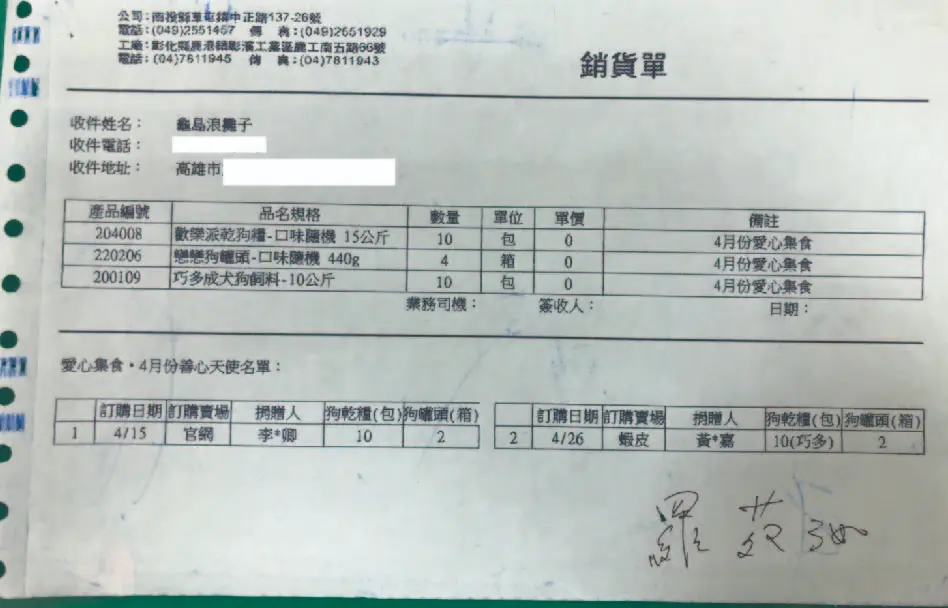 公司：南投縣草屯鎮中正路137-26號
電話：(049)2551457 傳 真：(049)2551929
工廠：彰化縣鹿港鎮彰濱工業區鹿工南五路66號
電話：(04)7811945 傳 真：(04)7811943
銷貨單
收件姓名： 龜島浪攤子
收件電話：
收件地址： 高雄市
產品編號 品名規格 數量 單位 單價 備註
204008 歡樂派乾狗糧-口味隨機 15公斤 10 包 0 4月份愛心集食
220206 戀戀狗罐頭-口味隨機 440g 4 箱 0 4月份愛心集食
200109 巧多成犬狗飼料-10公斤 10 包 0 4月份愛心集食
業務司機： 簽收人： 日期：
愛心集食・4月份善心天使名單：
訂購日期 訂購賣場 捐贈人 狗乾糧(包) 狗罐頭(箱) 訂購日期 訂購賣場 捐贈人 狗乾糧(包) 狗罐頭(箱)
1 4/15 官網 李*卿 10 2 2 4/26 蝦皮 黃*嘉 10(巧多) 2
羅